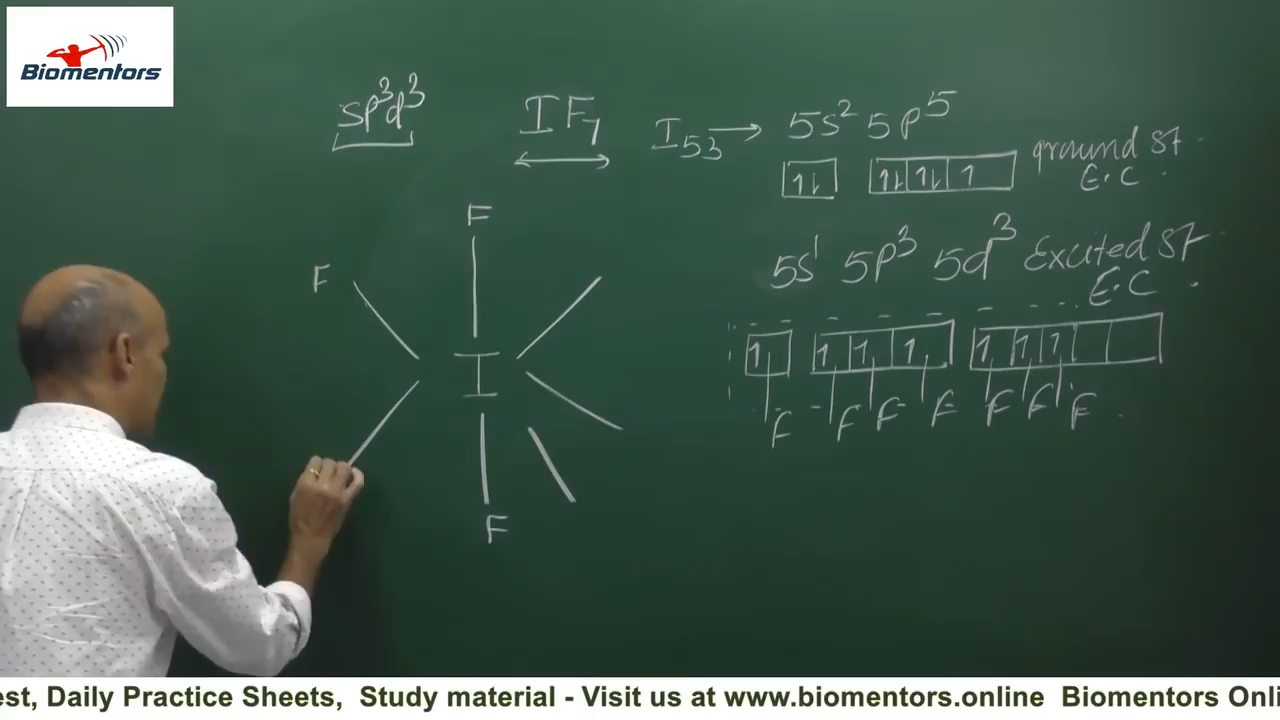 Biomentors
sp³d³
IF₇
I₅₃ → 5s² 5p⁵
ground St
E.C
5s¹ 5p³ 5d³ Excited St
E.C
F
F
I
F
F F F F F F F
est, Daily Practice Sheets, Study material - Visit us at www.biomentors.online Biomentors Onli